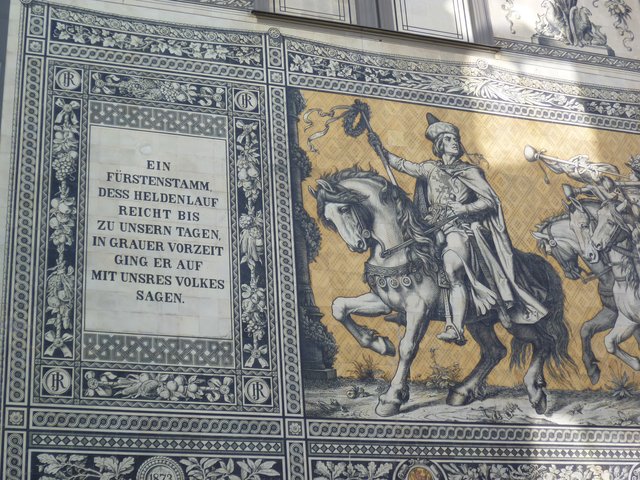 EIN
FÜRSTENSTAMM,
DESS HELDENLAUF
REICHT BIS
ZU UNSERN TAGEN,
IN GRAUER VORZEIT
GING ER AUF
MIT UNSRES VOLKES
SAGEN.
1873